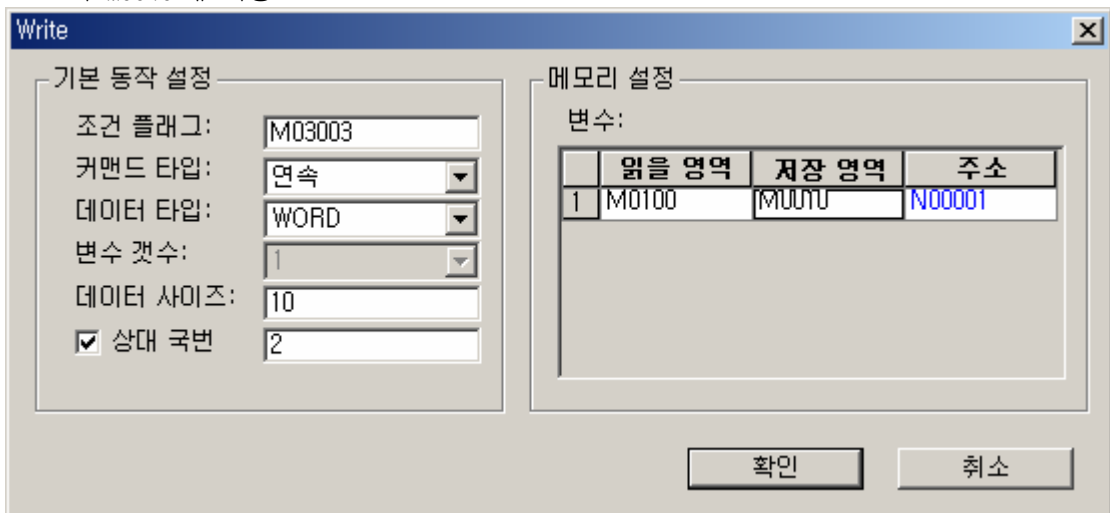 Write
기본 동작 설정
조건 플래그: M03003
커맨드 타입: 연속
데이터 타입: WORD
변수 갯수: 1
데이터 사이즈: 10
상대 국번 2
메모리 설정
변수:
읽을 영역 저장 영역 주소
1 M0100 M0010 N00001
확인 취소